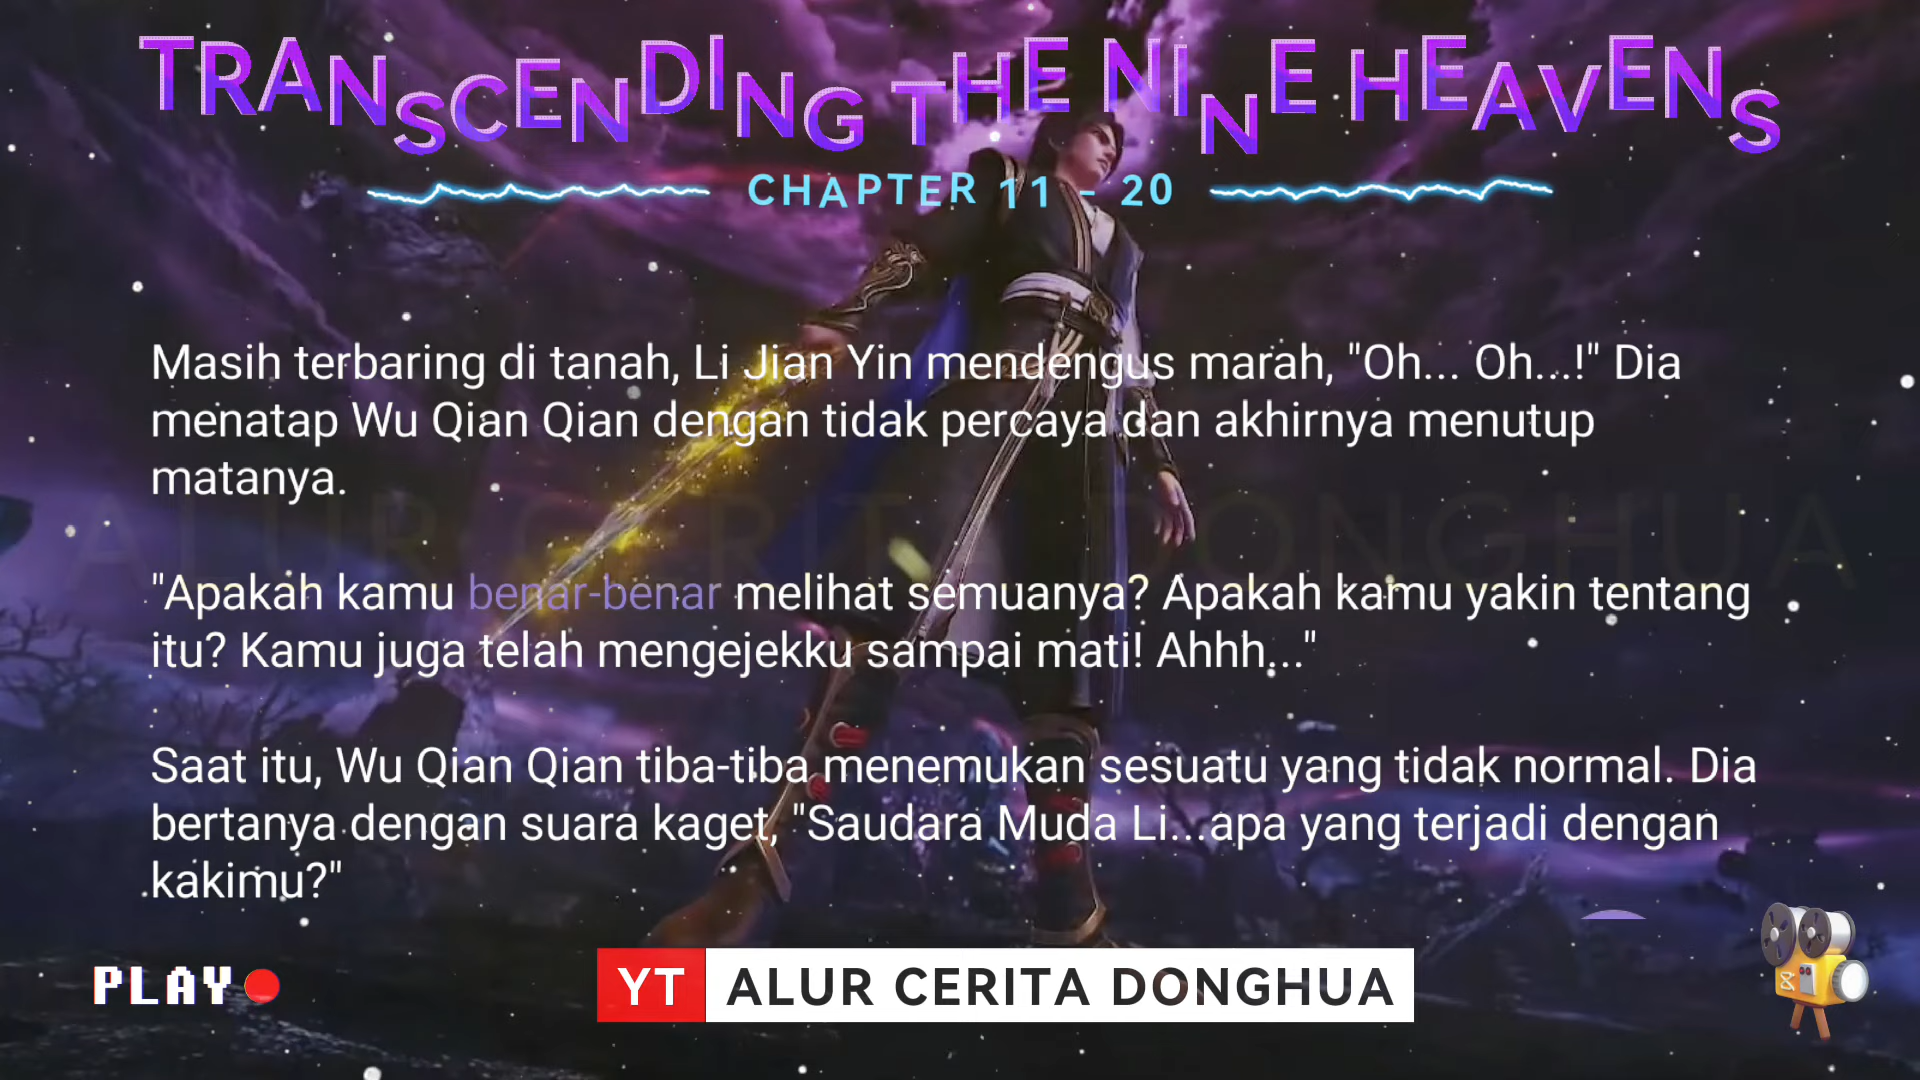 TRANSCENDING THE NINE HEAVENS
CHAPTER 11 - 20
Masih terbaring di tanah, Li Jian Yin mendengus marah, "Oh... Oh...!" Dia
menatap Wu Qian Qian dengan tidak percaya dan akhirnya menutup
matanya.
ALUR CERITA DONGHUA
"Apakah kamu benar-benar melihat semuanya? Apakah kamu yakin tentang
itu? Kamu juga telah mengejekku sampai mati! Ahhh..."
Saat itu, Wu Qian Qian tiba-tiba menemukan sesuatu yang tidak normal. Dia
bertanya dengan suara kaget, "Saudara Muda Li...apa yang terjadi dengan
kakimu?"
PLAY
YT ALUR CERITA DONGHUA